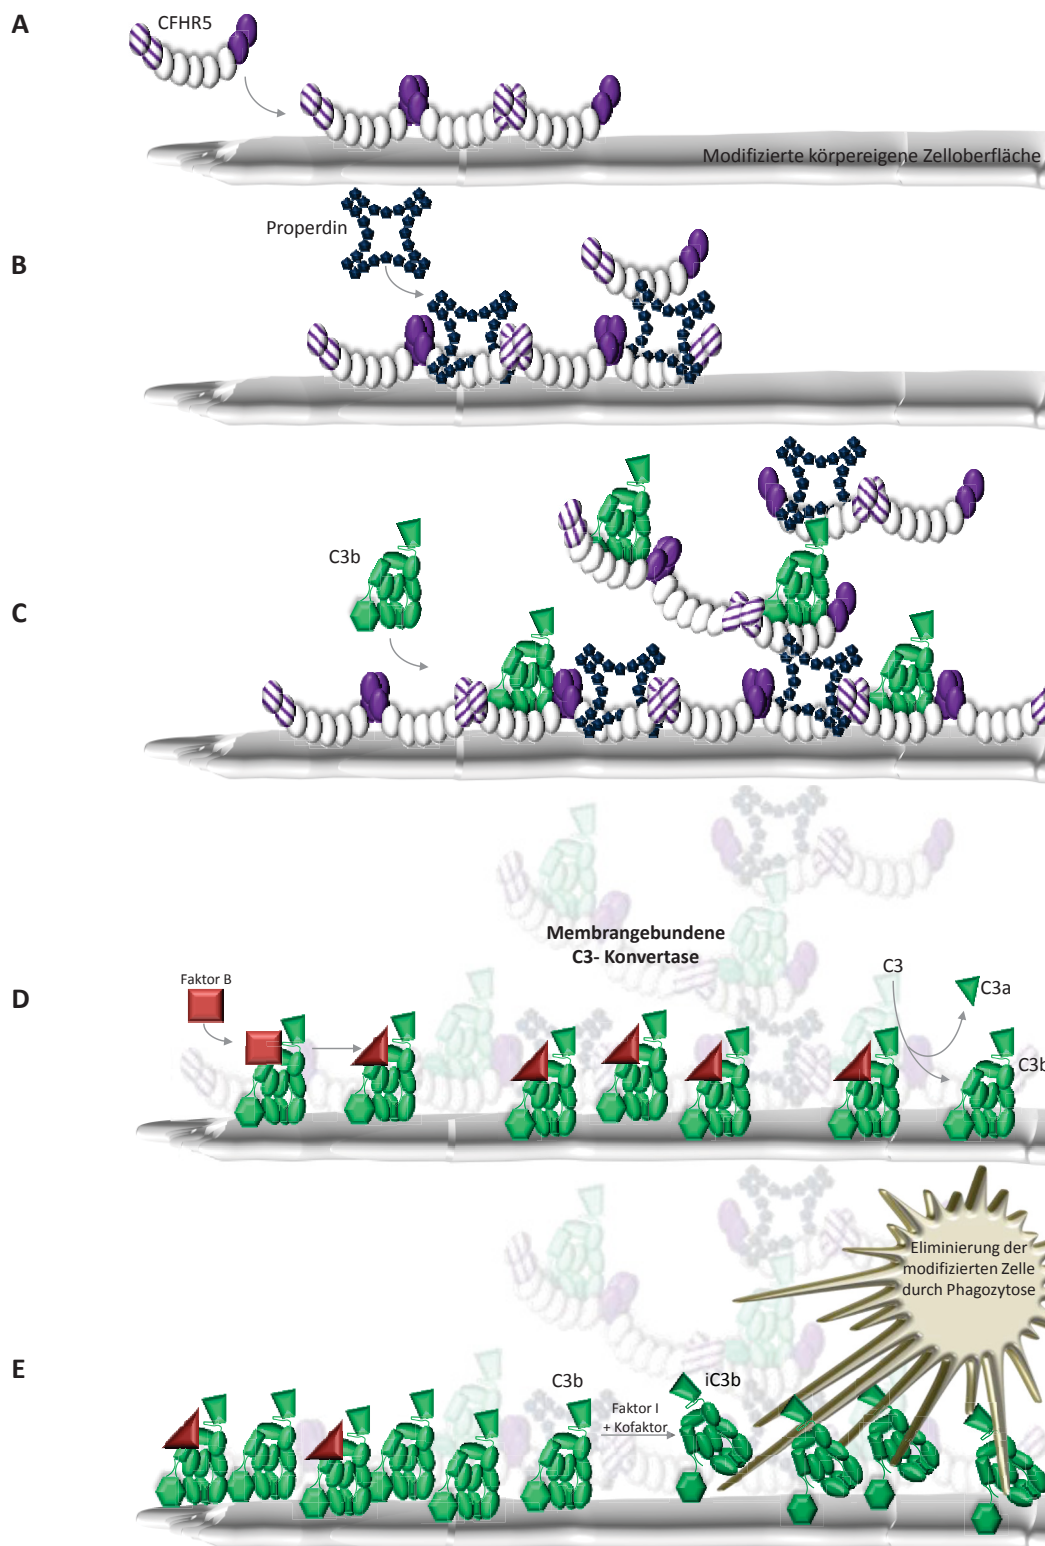 A
CFHR5
Modifizierte körpereigene Zelloberfläche
Properdin
B
C3b
C
Membrangebundene
C3- Konvertase
Faktor B
C3
C3a
D
C3b
Eliminierung der
modifizierten Zelle
durch Phagozytose
E
C3b
iC3b
Faktor I
+ Kofaktor